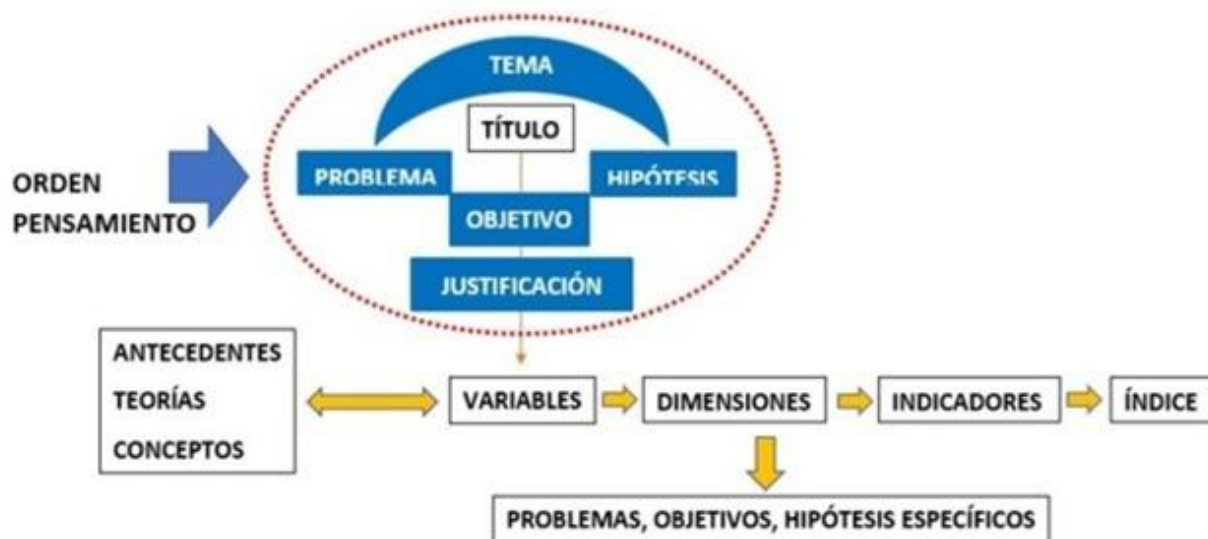 TEMA
TÍTULO
PROBLEMA
HIPÓTESIS
OBJETIVO
JUSTIFICACIÓN
ORDEN
PENSAMIENTO
ANTECEDENTES
TEORÍAS
CONCEPTOS
VARIABLES
DIMENSIONES
INDICADORES
ÍNDICE
PROBLEMAS, OBJETIVOS, HIPÓTESIS ESPECÍFICOS